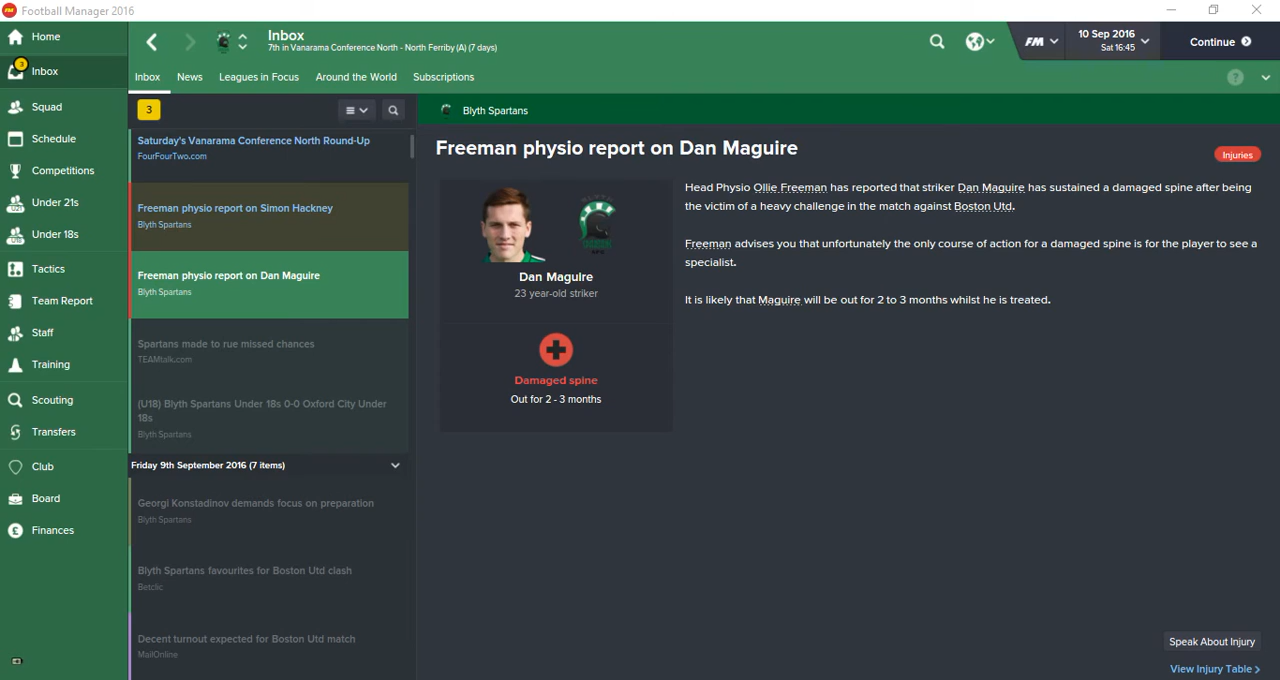 Football Manager 2016
Home
3
Inbox
Squad
Schedule
Competitions
Under 21s
Under 18s
Tactics
Team Report
Staff
Training
Scouting
Transfers
Club
Board
Finances
Inbox
7th in Vanarama Conference North - North Ferriby (A) (7 days)
FM
10 Sep 2016
Sat 16:45
Continue
Inbox
News
Leagues in Focus
Around the World
Subscriptions
?
3
Saturday's Vanarama Conference North Round-Up
FourFourTwo.com
Freeman physio report on Simon Hackney
Blyth Spartans
Freeman physio report on Dan Maguire
Blyth Spartans
Spartans made to rue missed chances
TEAMtalk.com
(U18) Blyth Spartans Under 18s 0-0 Oxford City Under
18s
Blyth Spartans
Friday 9th September 2016 (7 items)
Georgi Konstadinov demands focus on preparation
Blyth Spartans
Blyth Spartans favourites for Boston Utd clash
Betclic
Decent turnout expected for Boston Utd match
MailOnline
Blyth Spartans
Freeman physio report on Dan Maguire
Injuries
Dan Maguire
23 year-old striker
Damaged spine
Out for 2 - 3 months
Head Physio Ollie Freeman has reported that striker Dan Maguire has sustained a damaged spine after being
the victim of a heavy challenge in the match against Boston Utd.
Freeman advises you that unfortunately the only course of action for a damaged spine is for the player to see a
specialist.
It is likely that Maguire will be out for 2 to 3 months whilst he is treated.
Speak About Injury
View Injury Table >